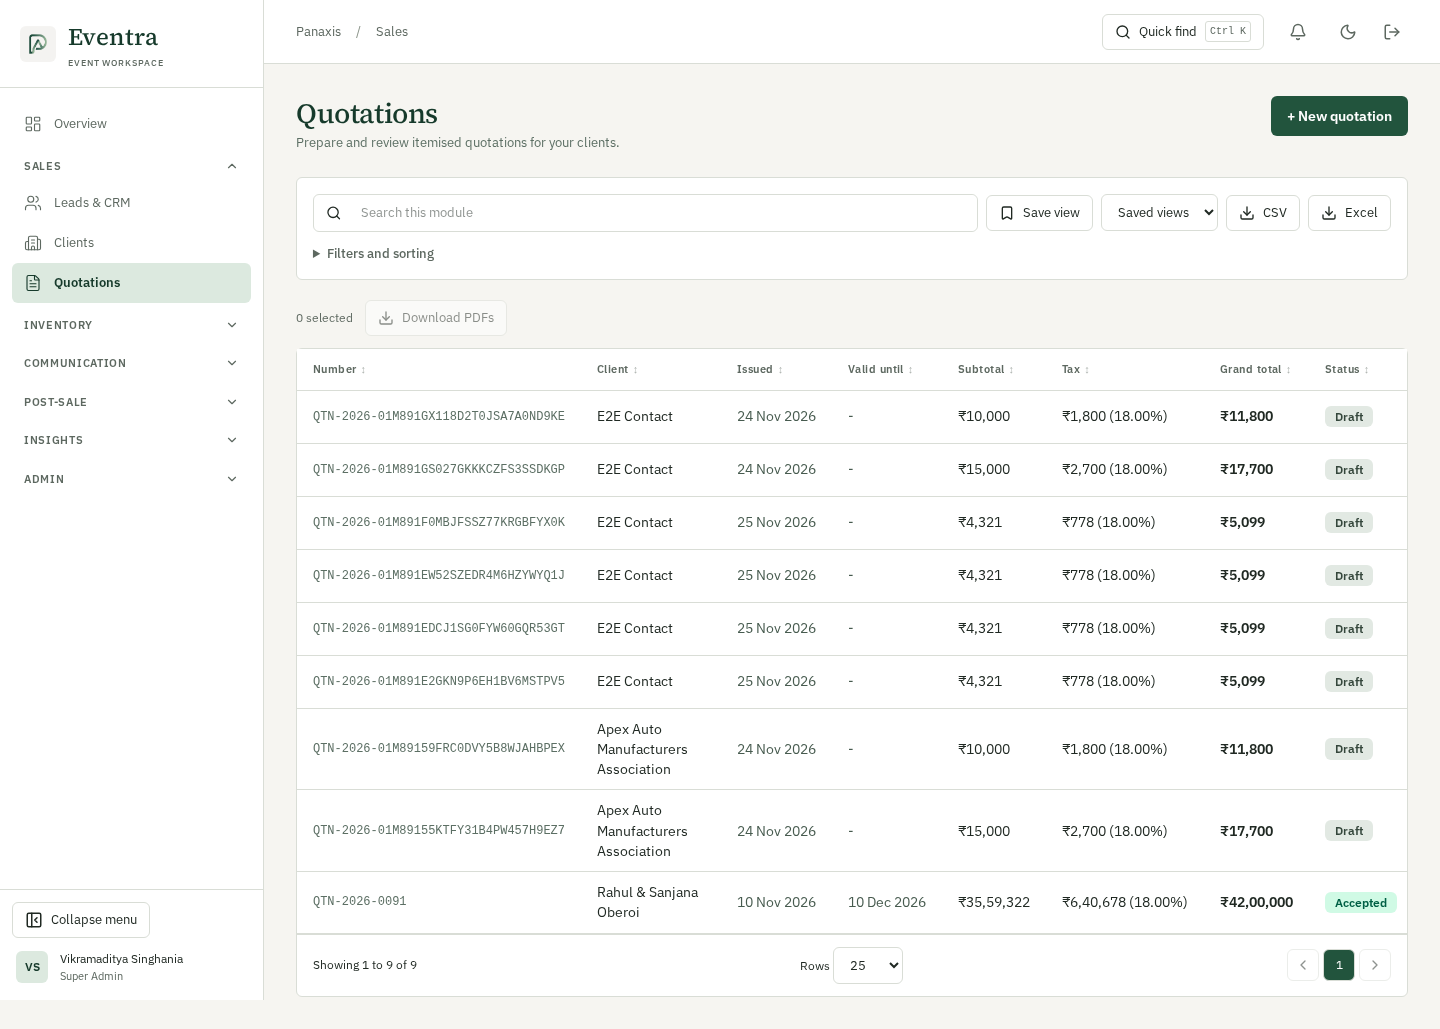 Eventra
EVENT WORKSPACE
Panaxis / Sales
Quick find Ctrl K
Overview
SALES
Leads & CRM
Clients
Quotations
INVENTORY
COMMUNICATION
POST-SALE
INSIGHTS
ADMIN
Collapse menu
VS
Vikramaditya Singhania
Super Admin
Quotations
Prepare and review itemised quotations for your clients.
+ New quotation
Search this module
Save view
Saved views
CSV
Excel
Filters and sorting
0 selected
Download PDFs
Number Client Issued Valid until Subtotal Tax Grand total Status
QTN-2026-01M891GX118D2T0JSA7A0ND9KE E2E Contact 24 Nov 2026 - ₹10,000 ₹1,800 (18.00%) ₹11,800 Draft
QTN-2026-01M891GS027GKKKCZFS3SSDKGP E2E Contact 24 Nov 2026 - ₹15,000 ₹2,700 (18.00%) ₹17,700 Draft
QTN-2026-01M891F0MBJFSSZ77KRGBFYX0K E2E Contact 25 Nov 2026 - ₹4,321 ₹778 (18.00%) ₹5,099 Draft
QTN-2026-01M891EW52SZEDR4M6HZYWYQ1J E2E Contact 25 Nov 2026 - ₹4,321 ₹778 (18.00%) ₹5,099 Draft
QTN-2026-01M891EDCJ1SG0FYW60GQR53GT E2E Contact 25 Nov 2026 - ₹4,321 ₹778 (18.00%) ₹5,099 Draft
QTN-2026-01M891E2GKN9P6EH1BV6MSTPV5 E2E Contact 25 Nov 2026 - ₹4,321 ₹778 (18.00%) ₹5,099 Draft
QTN-2026-01M89159FRC0DVY5B8WJAHBPEX Apex Auto Manufacturers Association 24 Nov 2026 - ₹10,000 ₹1,800 (18.00%) ₹11,800 Draft
QTN-2026-01M89155KTFY31B4PW457H9EZ7 Apex Auto Manufacturers Association 24 Nov 2026 - ₹15,000 ₹2,700 (18.00%) ₹17,700 Draft
QTN-2026-0091 Rahul & Sanjana Oberoi 10 Nov 2026 10 Dec 2026 ₹35,59,322 ₹6,40,678 (18.00%) ₹42,00,000 Accepted
Showing 1 to 9 of 9
Rows 25
1